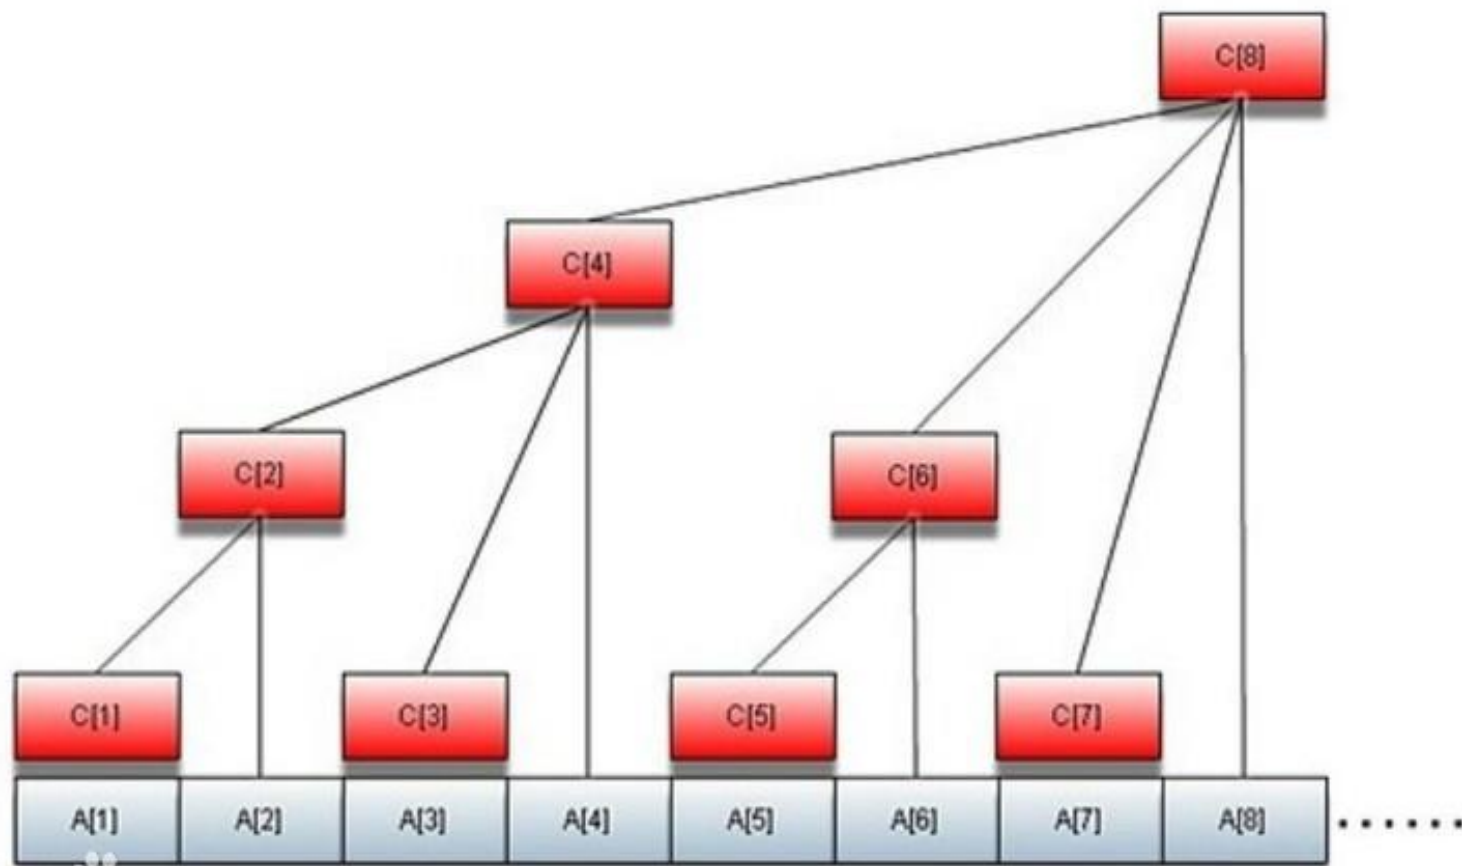 C[8]
C[4]
C[2] C[6]
C[1] C[3] C[5] C[7]
A[1] A[2] A[3] A[4] A[5] A[6] A[7] A[8] ......